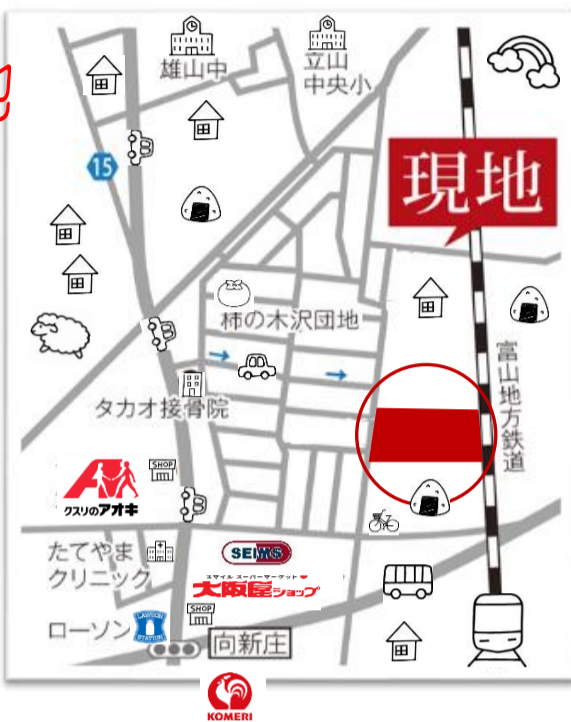 雄山中
立山
中央小
15
現地
柿の木沢団地
富山地方鉄道
タカオ接骨院
SHOP
クスリのアオキ
たてやま
クリニック
SEIMS
スマイル スーパーマーケット
大阪屋ショップ
ローソン
LAWSON
STATION
SHOP
向新庄
KOMERI